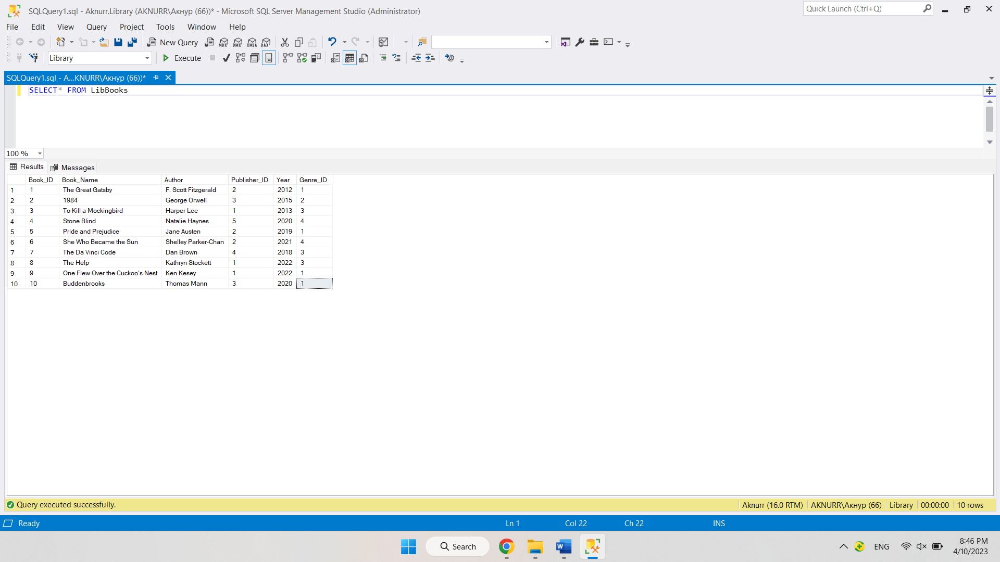 SQLQuery1.sql - Aknurr.Library (AKNURR\Акнур (66))* - Microsoft SQL Server Management Studio (Administrator)
Quick Launch (Ctrl+Q)
File Edit View Query Project Tools Window Help
New Query MDX DMX XMLA DAX
Library Execute
SQLQuery1.sql - A...KNURR\Акнур (66))*
SELECT* FROM LibBooks
100 %
Results Messages
Book_ID Book_Name Author Publisher_ID Year Genre_ID
1 1 The Great Gatsby F. Scott Fitzgerald 2 2012 1
2 2 1984 George Orwell 3 2015 2
3 3 To Kill a Mockingbird Harper Lee 1 2013 3
4 4 Stone Blind Natalie Haynes 5 2020 4
5 5 Pride and Prejudice Jane Austen 2 2019 1
6 6 She Who Became the Sun Shelley Parker-Chan 2 2021 4
7 7 The Da Vinci Code Dan Brown 4 2018 3
8 8 The Help Kathryn Stockett 1 2022 3
9 9 One Flew Over the Cuckoo's Nest Ken Kesey 1 2022 1
10 10 Buddenbrooks Thomas Mann 3 2020 1
Query executed successfully. Aknurr (16.0 RTM) AKNURR\Акнур (66) Library 00:00:00 10 rows
Ready Ln 1 Col 22 Ch 22 INS
Search ENG 8:46 PM
4/10/2023